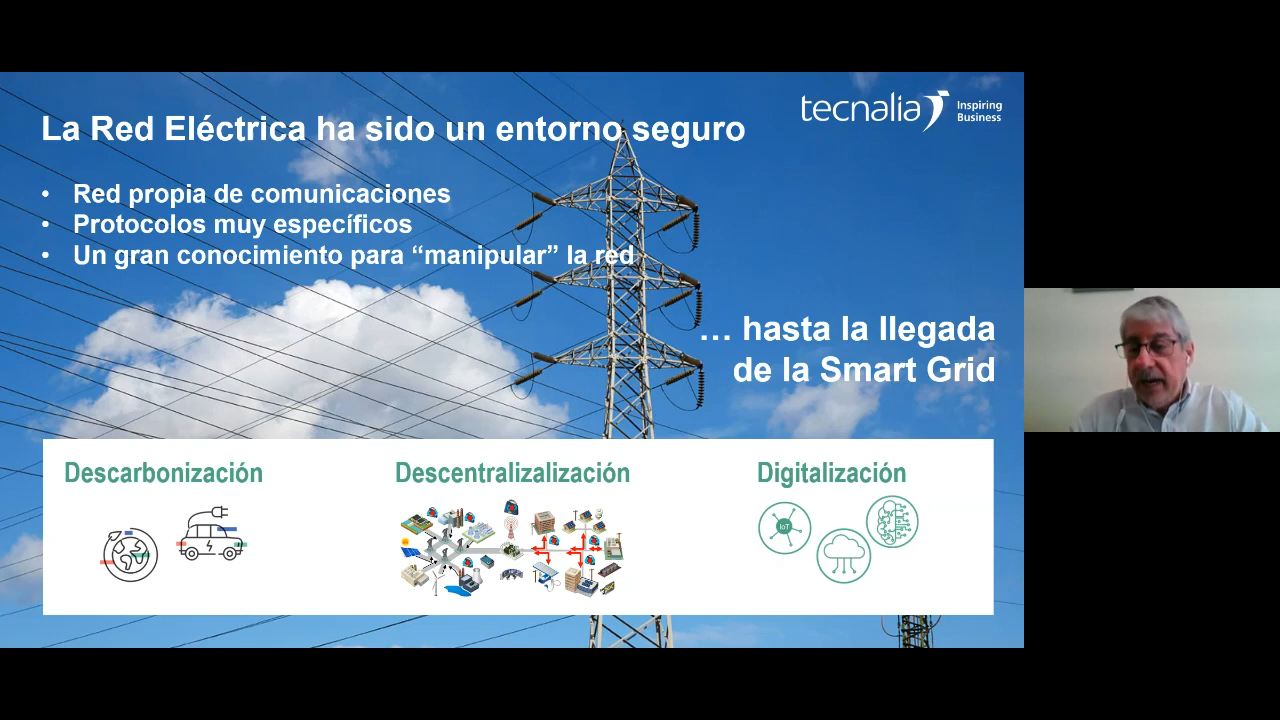 tecnalia Inspiring Business
La Red Eléctrica ha sido un entorno seguro
• Red propia de comunicaciones
• Protocolos muy específicos
• Un gran conocimiento para “manipular” la red
… hasta la llegada
de la Smart Grid
Descarbonización
Descentralizalización
Digitalización
IoT